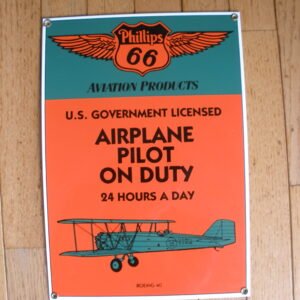 Phillips
66
AVIATION PRODUCTS
U.S. GOVERNMENT LICENSED
AIRPLANE
PILOT
ON DUTY
24 HOURS A DAY